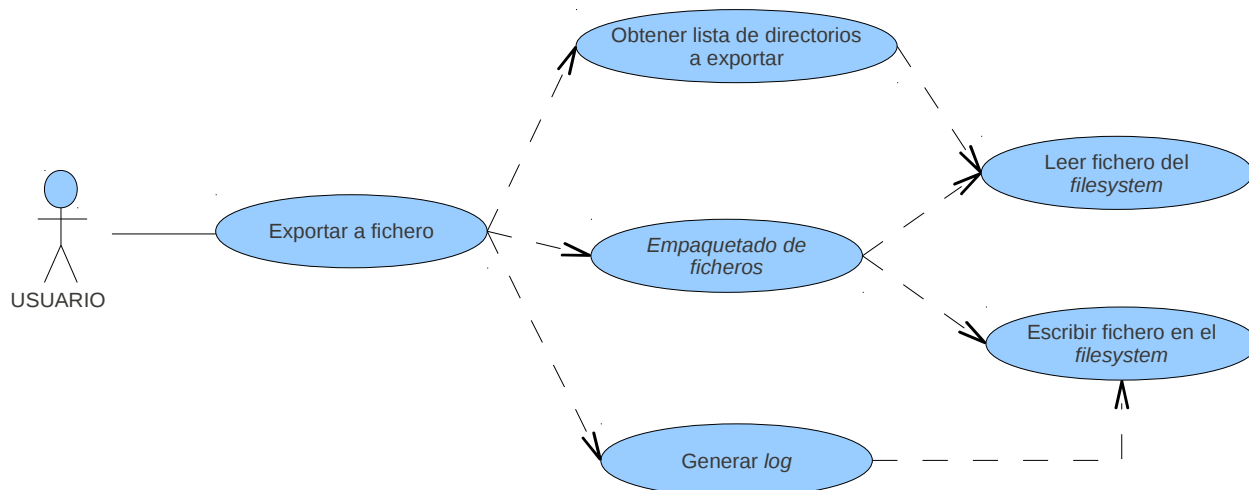 Obtener lista de directorios
a exportar
Leer fichero del
filesystem
Exportar a fichero
Empaquetado de
ficheros
USUARIO
Escribir fichero en el
filesystem
Generar log